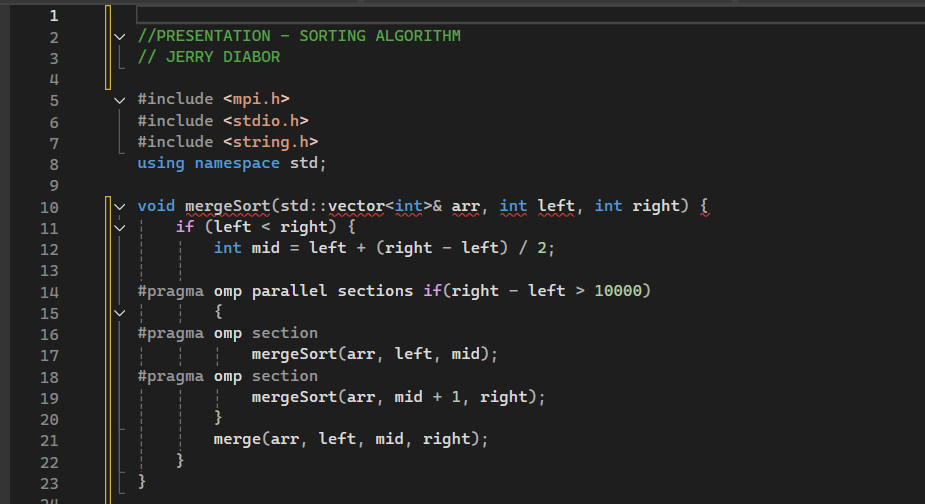 1
2 //PRESENTATION - SORTING ALGORITHM
3 // JERRY DIABOR
4
5 #include <mpi.h>
6 #include <stdio.h>
7 #include <string.h>
8 using namespace std;
9
10 void mergeSort(std::vector<int>& arr, int left, int right) {
11 if (left < right) {
12 int mid = left + (right - left) / 2;
13
14 #pragma omp parallel sections if(right - left > 10000)
15 {
16 #pragma omp section
17 mergeSort(arr, left, mid);
18 #pragma omp section
19 mergeSort(arr, mid + 1, right);
20 }
21 merge(arr, left, mid, right);
22 }
23 }
24